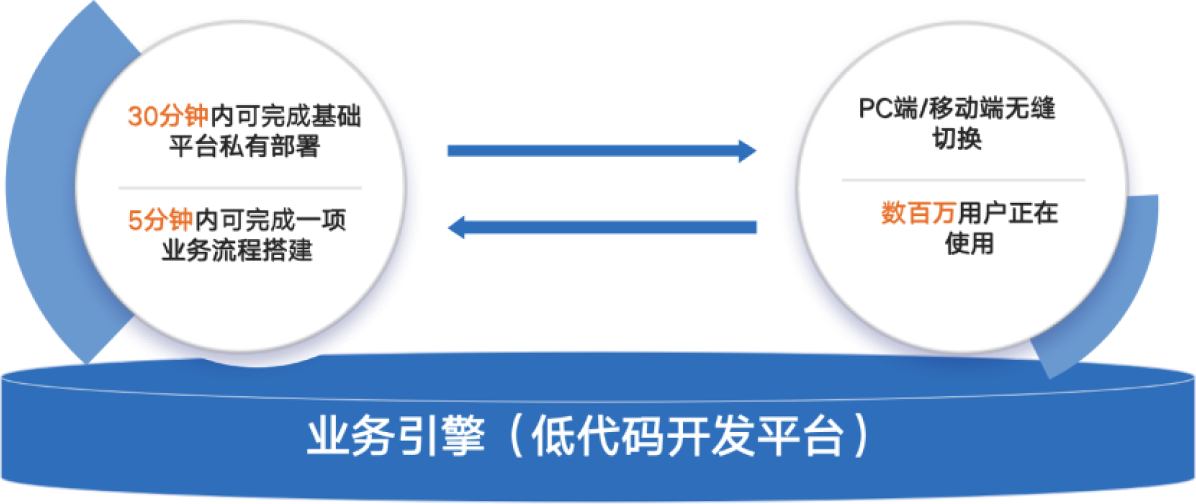 30分钟内可完成基础
平台私有部署
5分钟内可完成一项
业务流程搭建
PC端/移动端无缝
切换
数百万用户正在
使用
业务引擎（低代码开发平台）